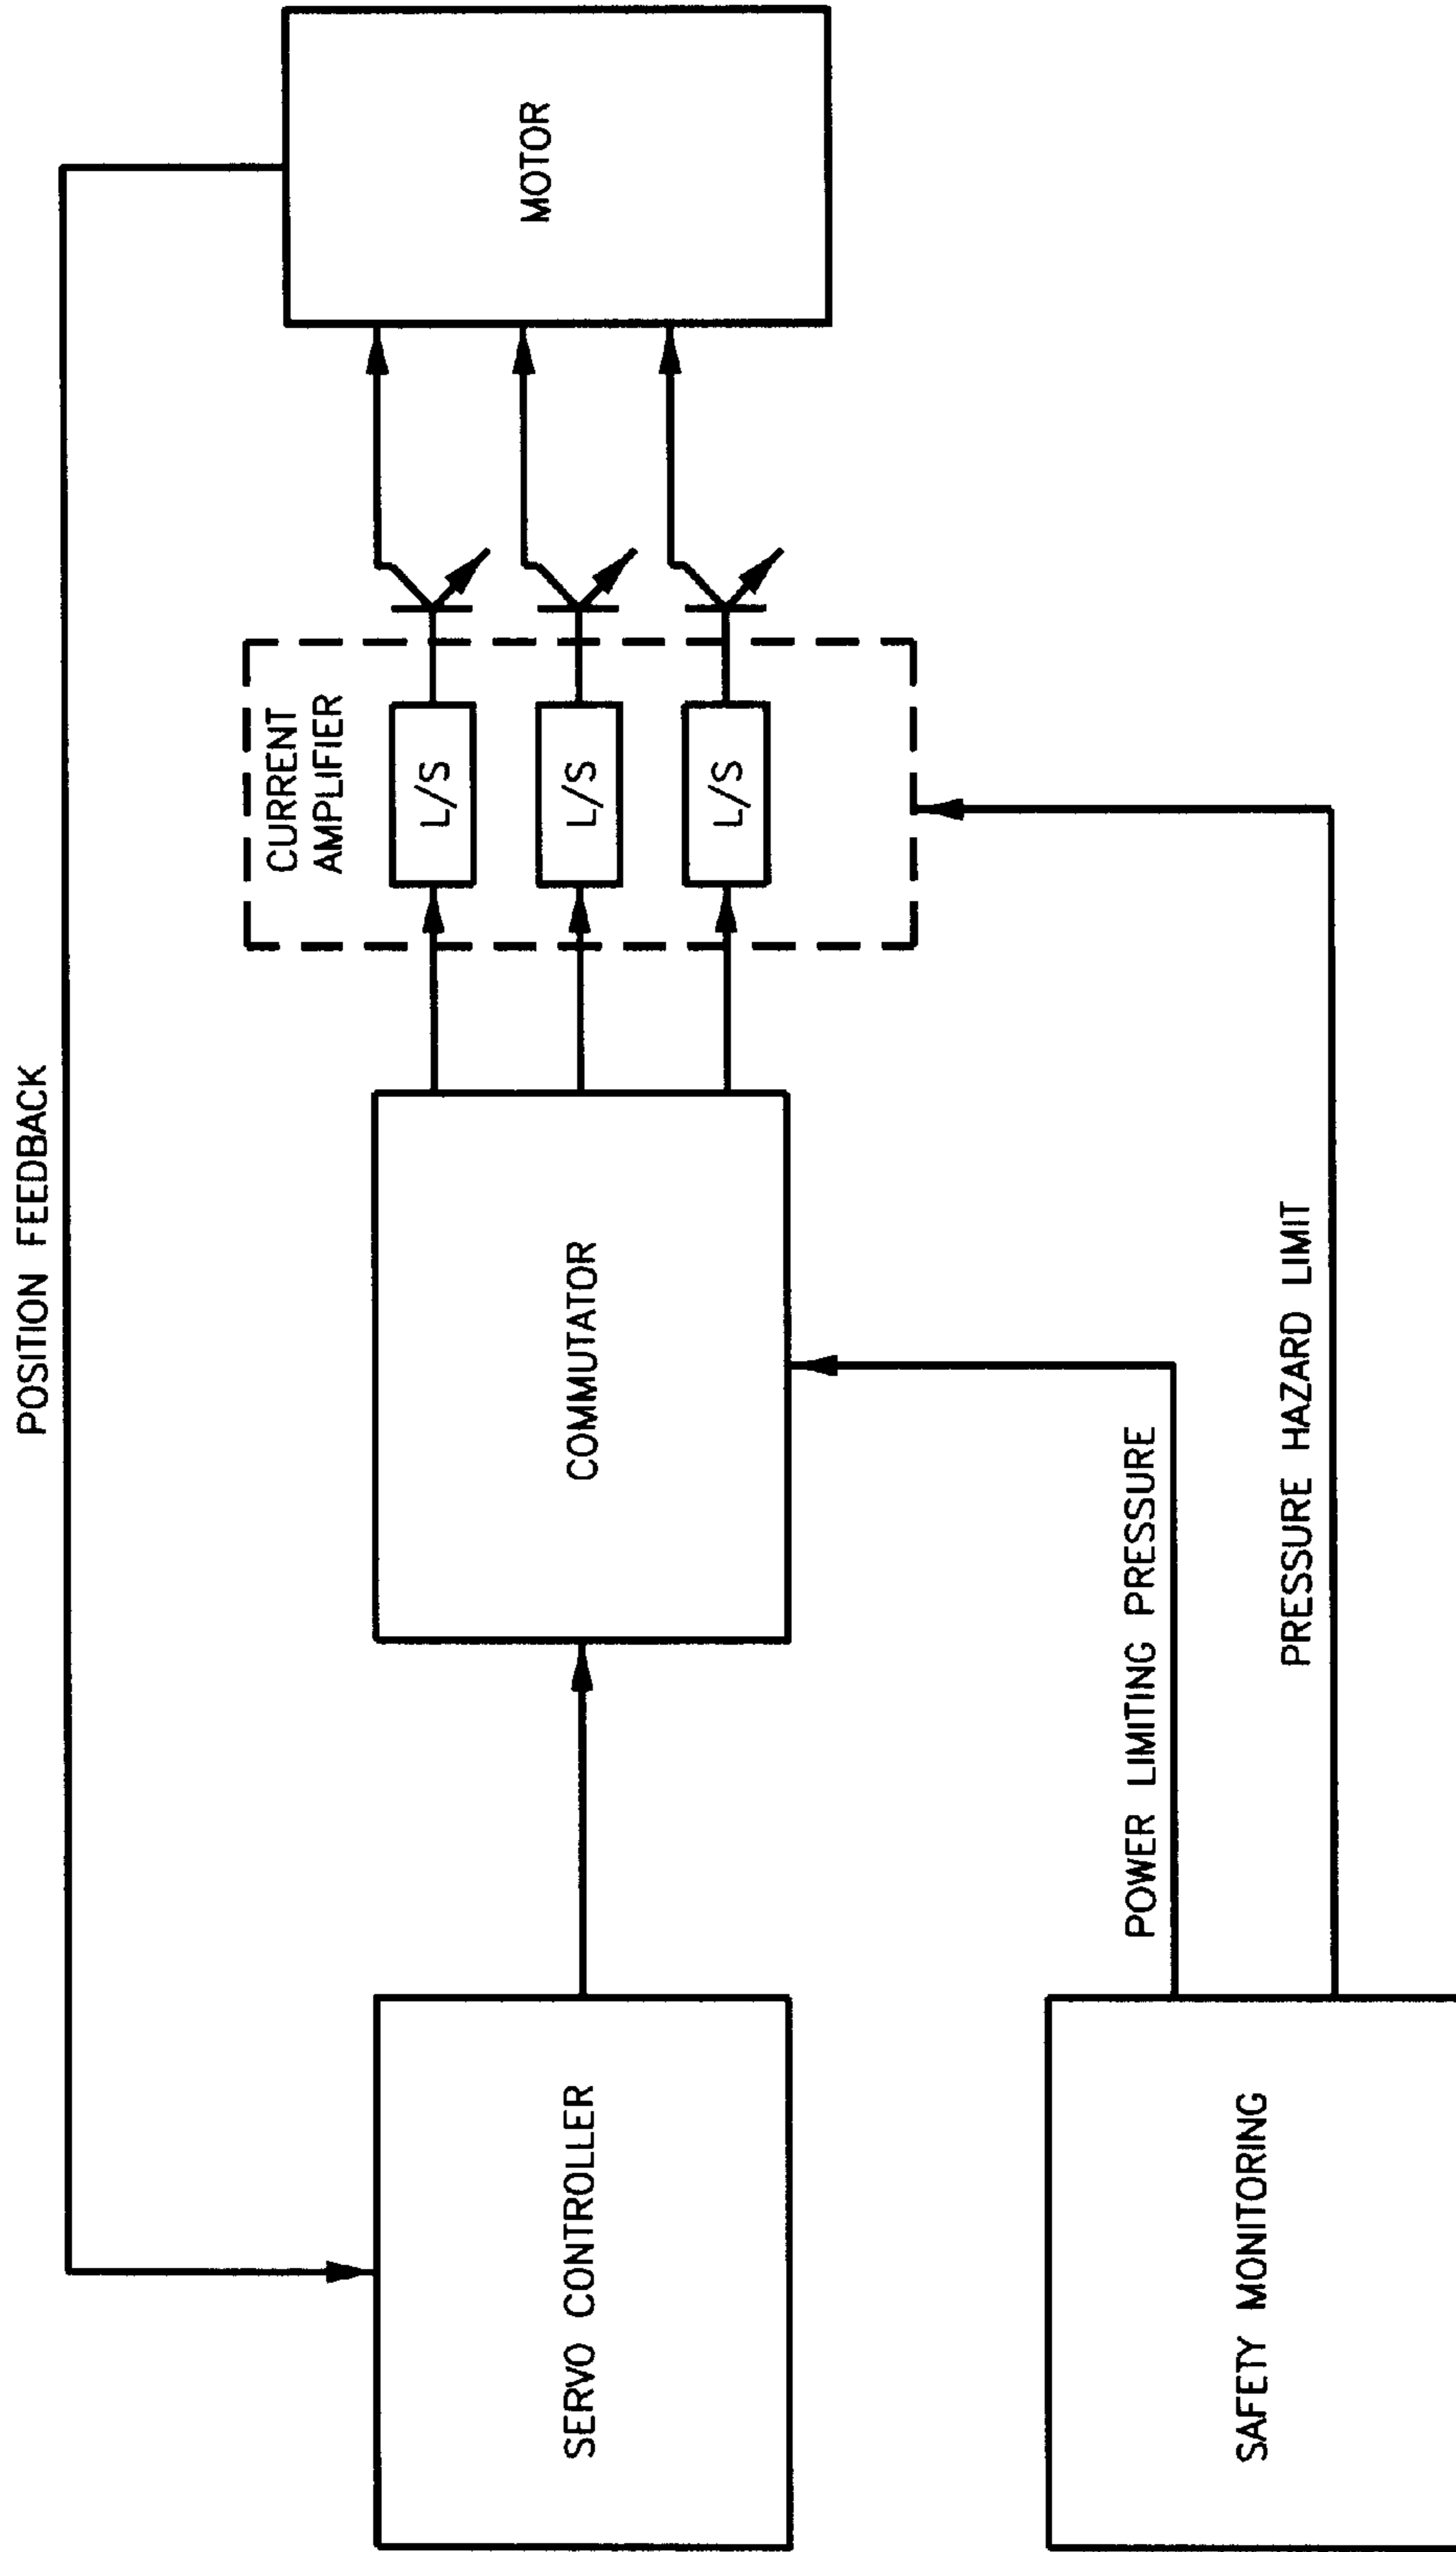 POSITION FEEDBACK
CURRENT
AMPLIFIER
L/S
L/S
L/S
MOTOR
COMMUTATOR
SERVO CONTROLLER
POWER LIMITING PRESSURE
PRESSURE HAZARD LIMIT
SAFETY MONITORING